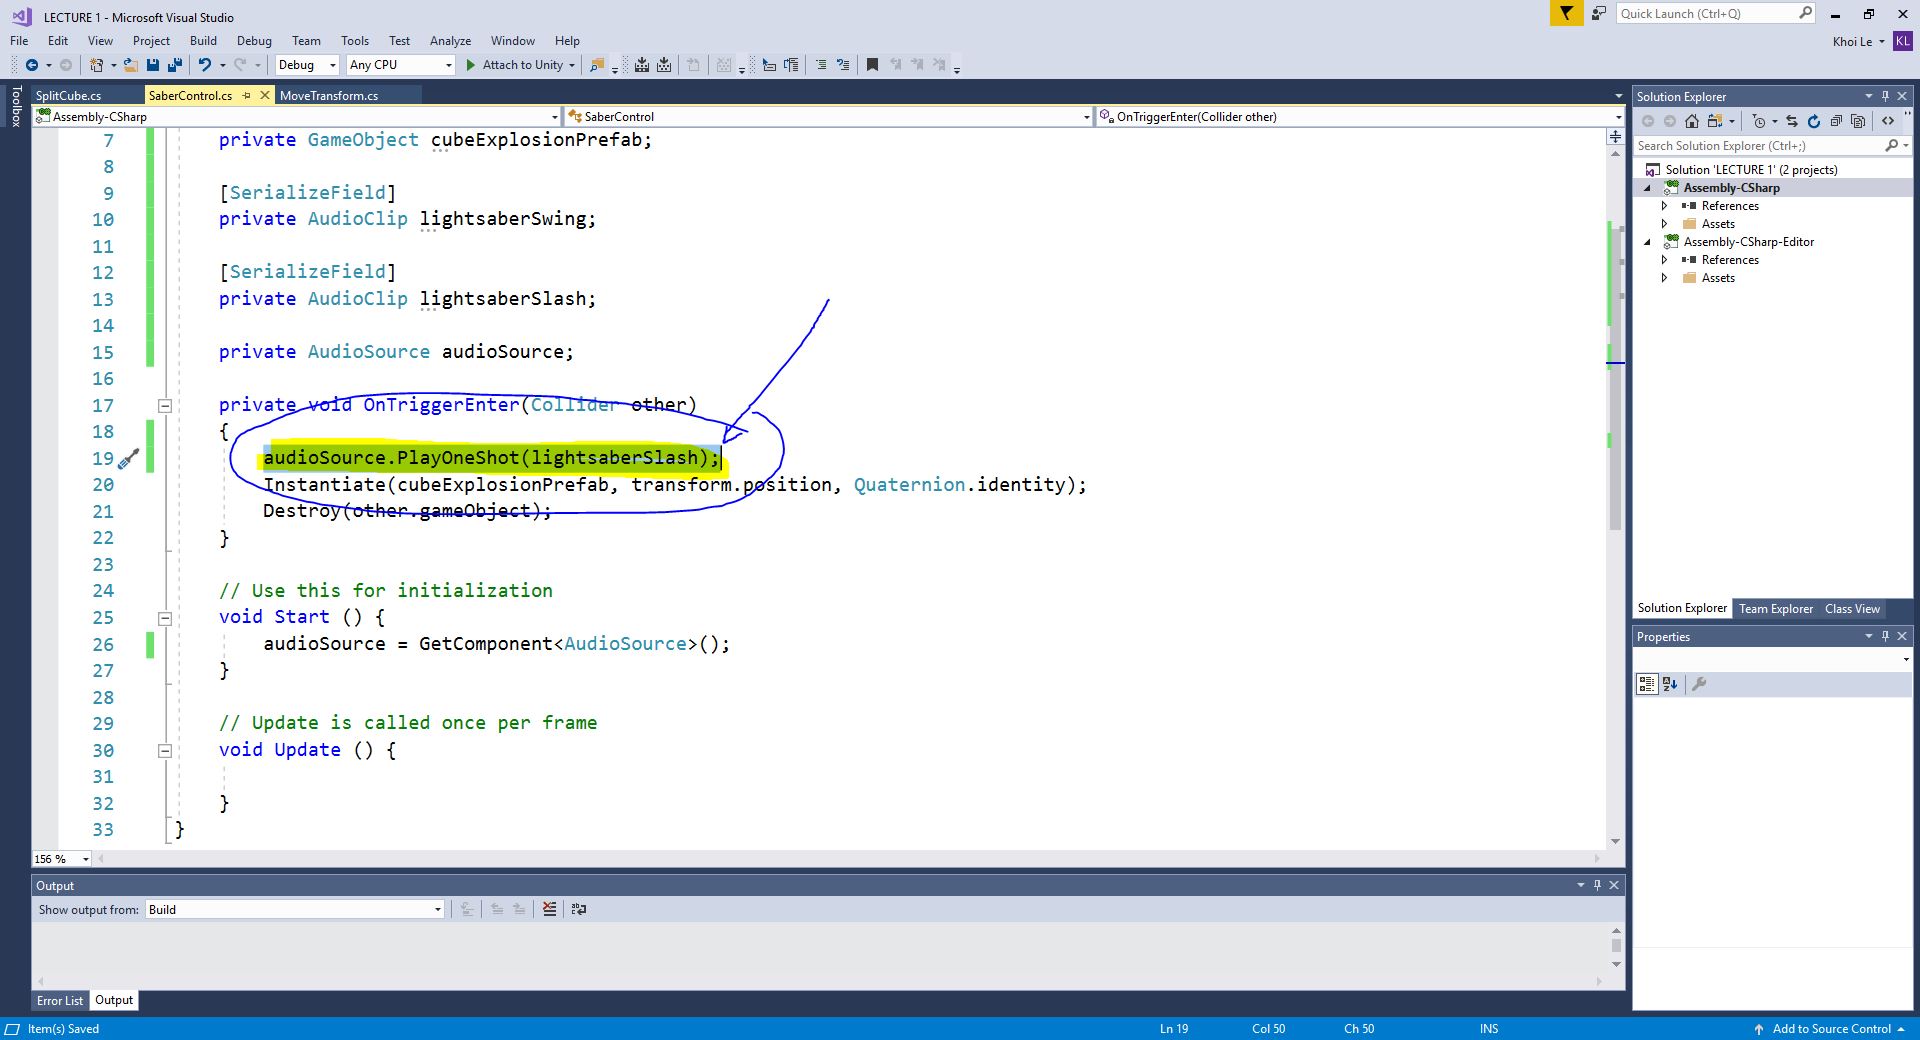 LECTURE 1 - Microsoft Visual Studio
Quick Launch (Ctrl+Q)
File Edit View Project Build Debug Team Tools Test Analyze Window Help
Khoi Le KL
Debug Any CPU Attach to Unity
Toolbox
SplitCube.cs SaberControl.cs MoveTransform.cs
Assembly-CSharp SaberControl OnTriggerEnter(Collider other)
7 private GameObject cubeExplosionPrefab;
8
9 [SerializeField]
10 private AudioClip lightsaberSwing;
11
12 [SerializeField]
13 private AudioClip lightsaberSlash;
14
15 private AudioSource audioSource;
16
17 private void OnTriggerEnter(Collider other)
18 {
19 audioSource.PlayOneShot(lightsaberSlash);
20 Instantiate(cubeExplosionPrefab, transform.position, Quaternion.identity);
21 Destroy(other.gameObject);
22 }
23
24 // Use this for initialization
25 void Start () {
26 audioSource = GetComponent<AudioSource>();
27 }
28
29 // Update is called once per frame
30 void Update () {
31
32 }
33 }
156 %
Output
Show output from: Build
Error List Output
Solution Explorer
Search Solution Explorer (Ctrl+;)
Solution 'LECTURE 1' (2 projects)
Assembly-CSharp
References
Assets
Assembly-CSharp-Editor
References
Assets
Solution Explorer Team Explorer Class View
Properties
Item(s) Saved Ln 19 Col 50 Ch 50 INS Add to Source Control